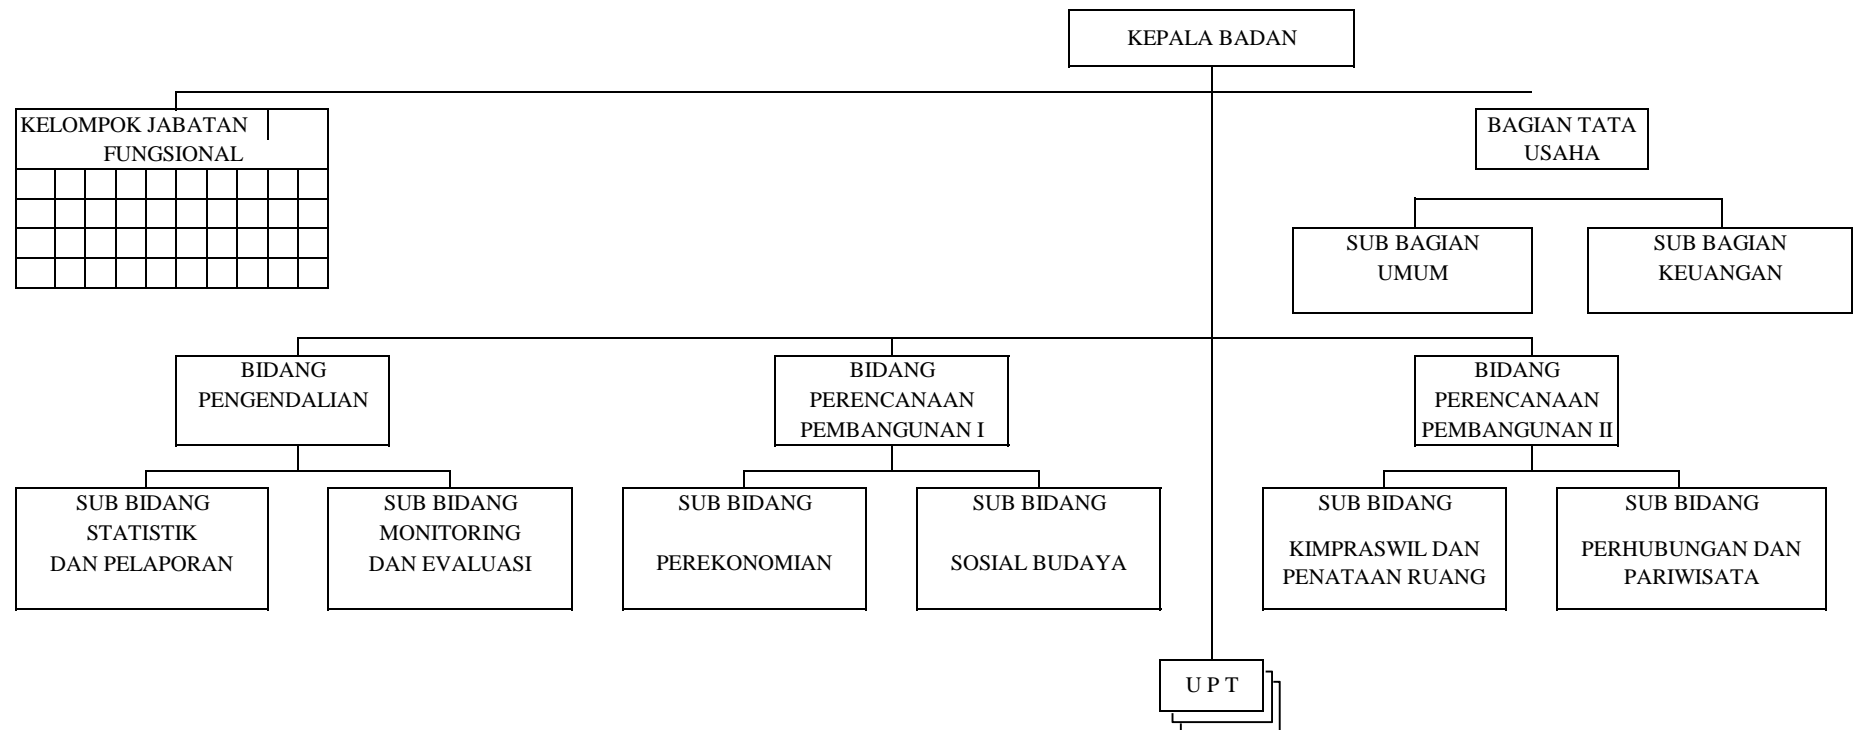 KEPALA BADAN
KELOMPOK JABATAN
FUNGSIONAL
BAGIAN TATA
USAHA
SUB BAGIAN
UMUM
SUB BAGIAN
KEUANGAN
BIDANG
PENGENDALIAN
BIDANG
PERENCANAAN
PEMBANGUNAN I
BIDANG
PERENCANAAN
PEMBANGUNAN II
SUB BIDANG
STATISTIK
DAN PELAPORAN
SUB BIDANG
MONITORING
DAN EVALUASI
SUB BIDANG
PEREKONOMIAN
SUB BIDANG
SOSIAL BUDAYA
SUB BIDANG
KIMPRASWIL DAN
PENATAAN RUANG
SUB BIDANG
PERHUBUNGAN DAN
PARIWISATA
U P T